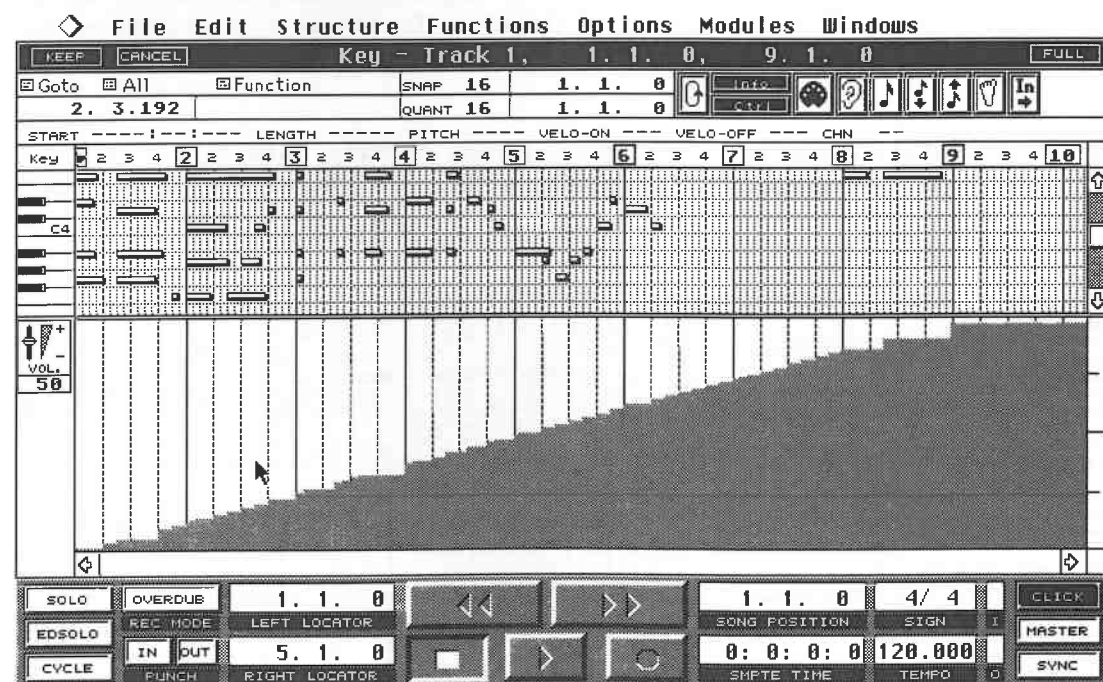 File Edit Structure Functions Options Modules Windows
KEEP CANCEL Key - Track 1, 1. 1. 0, 9. 1. 0 FULL
Goto All Function SNAP 16 1. 1. 0 Info In
2. 3.192 QUANT 16 1. 1. 0 Ctrl
START ----:--:--- LENGTH ---- PITCH ---- VELO-ON --- VELO-OFF --- CHN --
Key 2 3 4 2 2 3 4 3 2 3 4 4 2 3 4 5 2 3 4 6 2 3 4 7 2 3 4 8 2 3 4 9 2 3 4 10
C4
+
-
VOL.
50
SOLO OVERDUB 1. 1. 0 1. 1. 0 4/ 4 CLICK
REC MODE LEFT LOCATOR SONG POSITION SIGN
EDSOLO MASTER
IN OUT 5. 1. 0 0: 0: 0: 0 120.000
CYCLE PUNCH RIGHT LOCATOR SMPTE TIME TEMPO SYNC